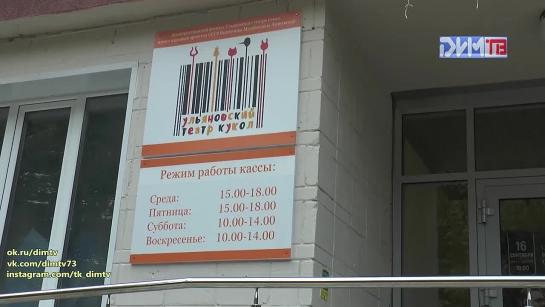 ДИМ ТВ
ульяновский
театр кукол
Режим работы кассы:
Среда: 15.00-18.00
Пятница: 15.00-18.00
Суббота: 10.00-14.00
Воскресенье: 10.00-14.00
16
ok.ru/dimtv
vk.com/dimtv73
instagram.com/tk_dimtv